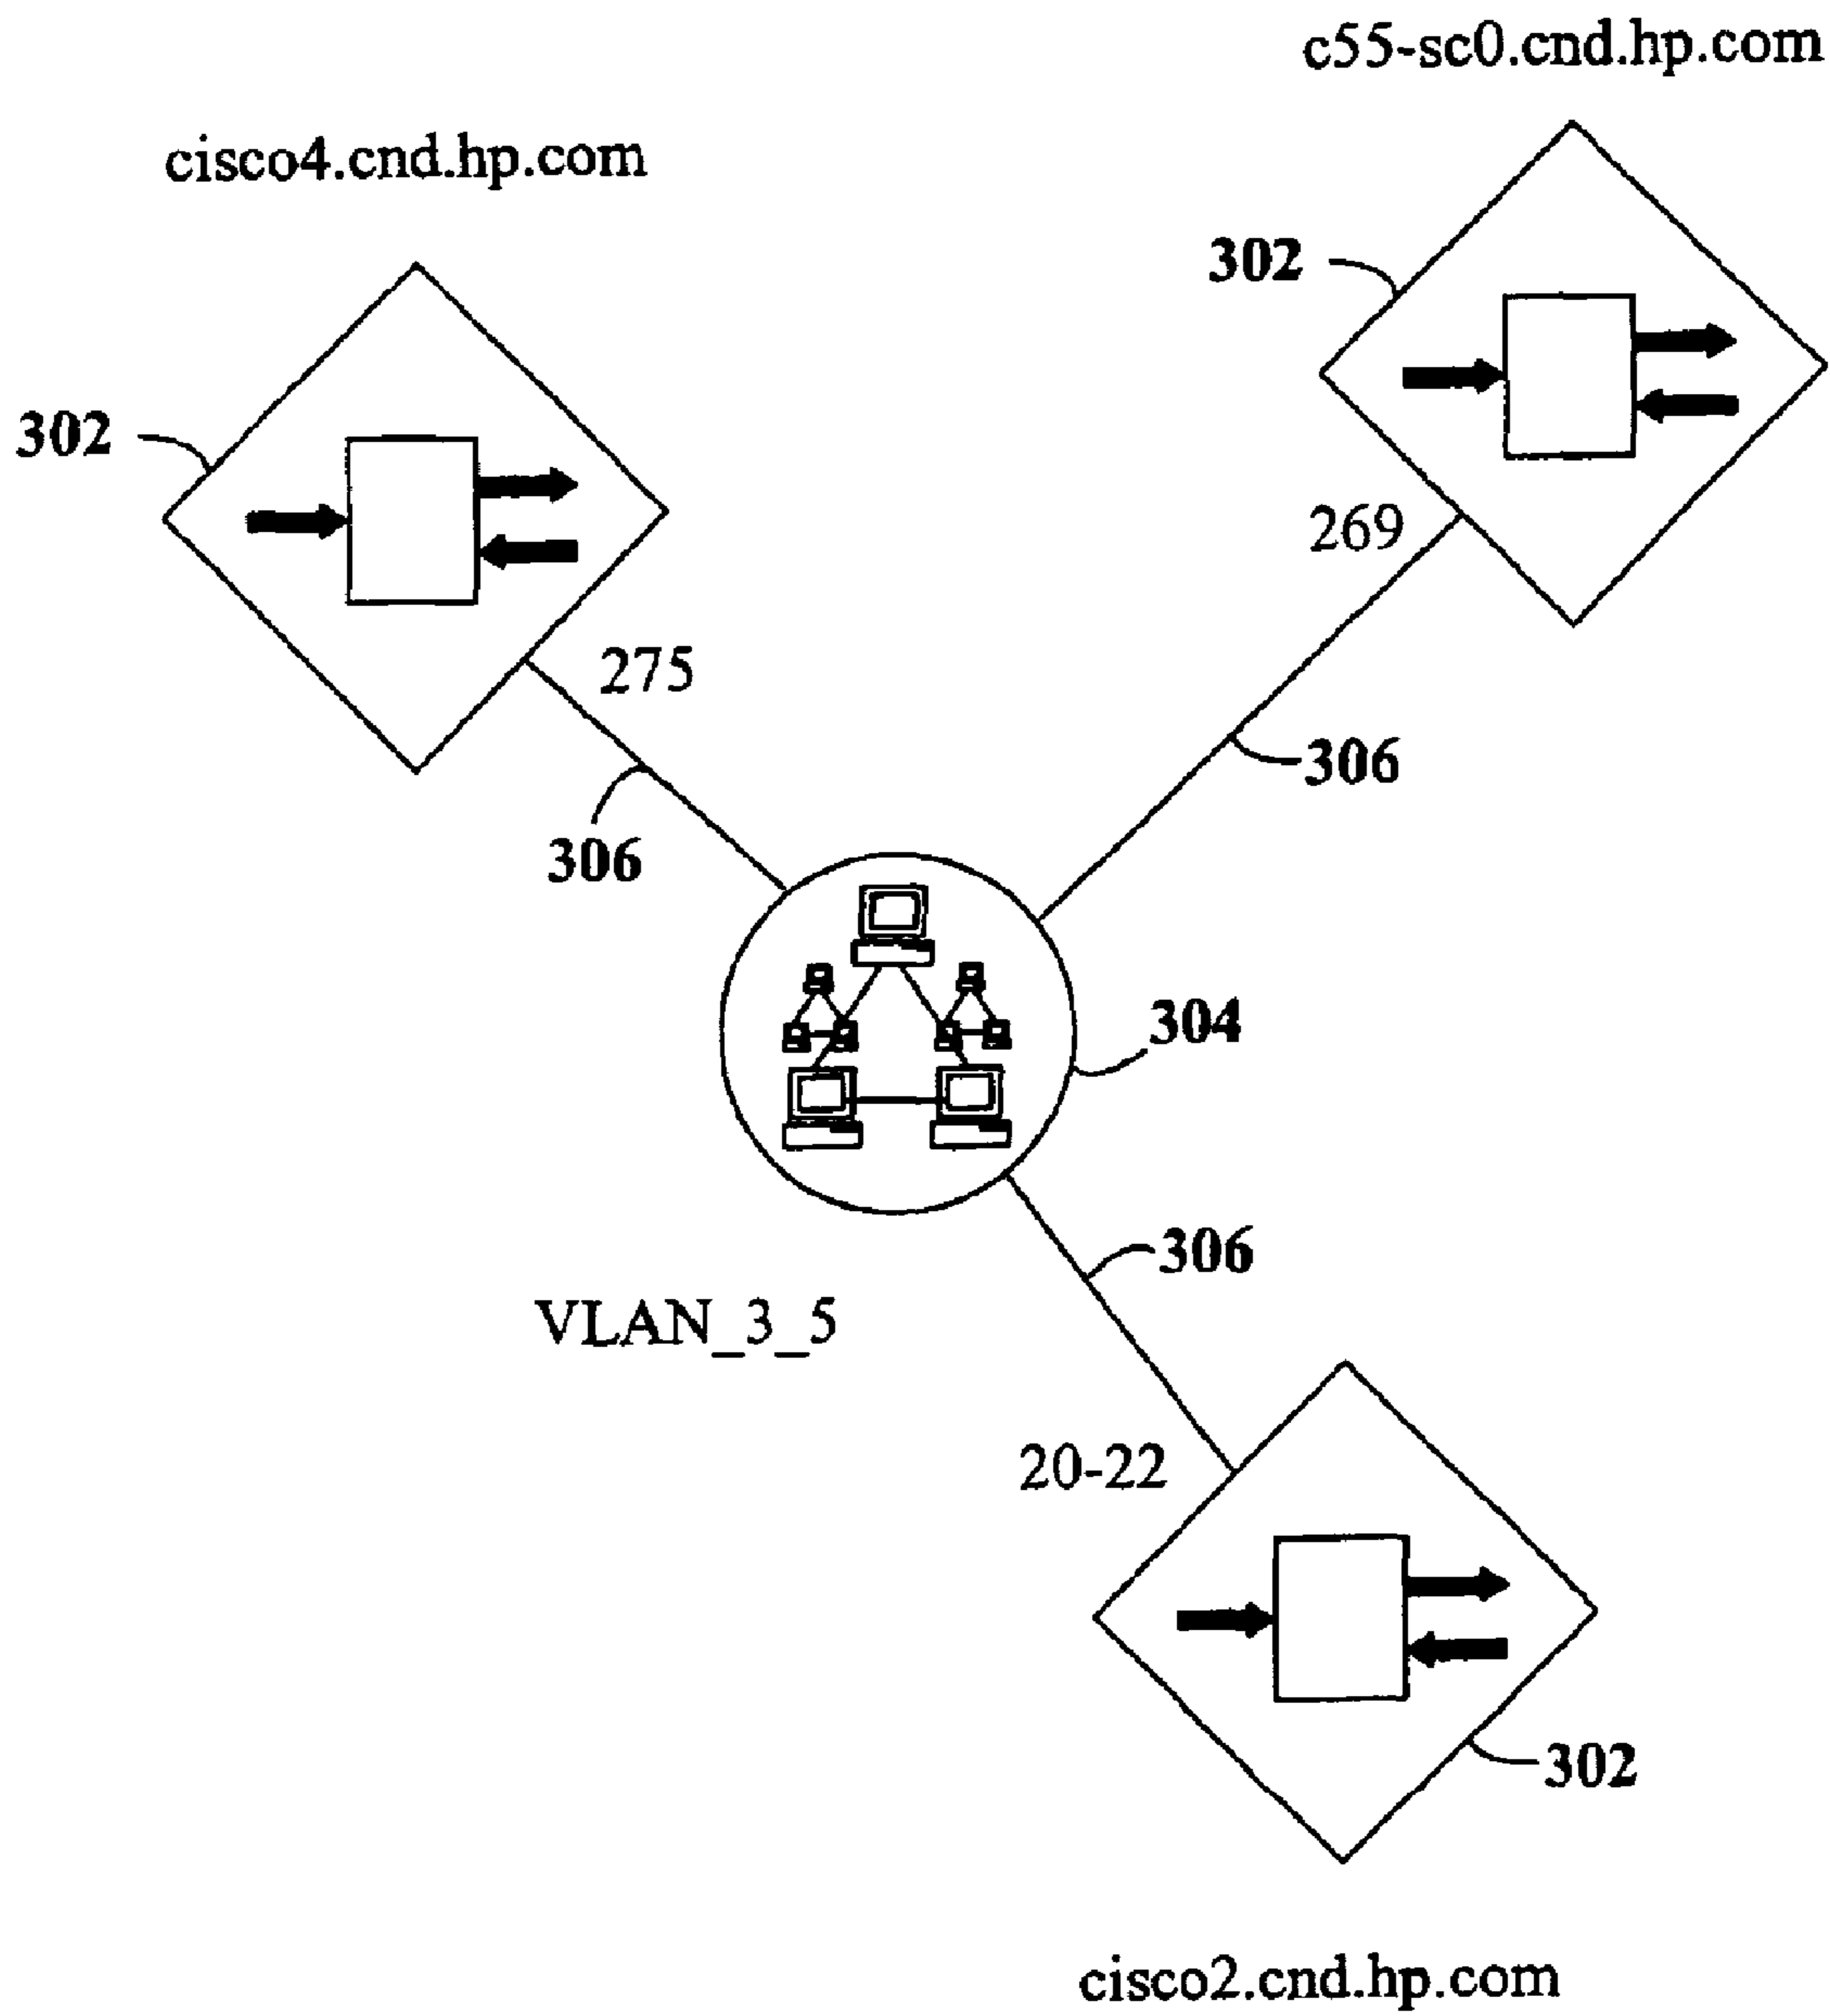 c55-sc0.cnd.hp.com
cisco4.cnd.hp.com
302
302
269
275
306
306
304
306
VLAN_3_5
20-22
302
cisco2.cnd.hp.com